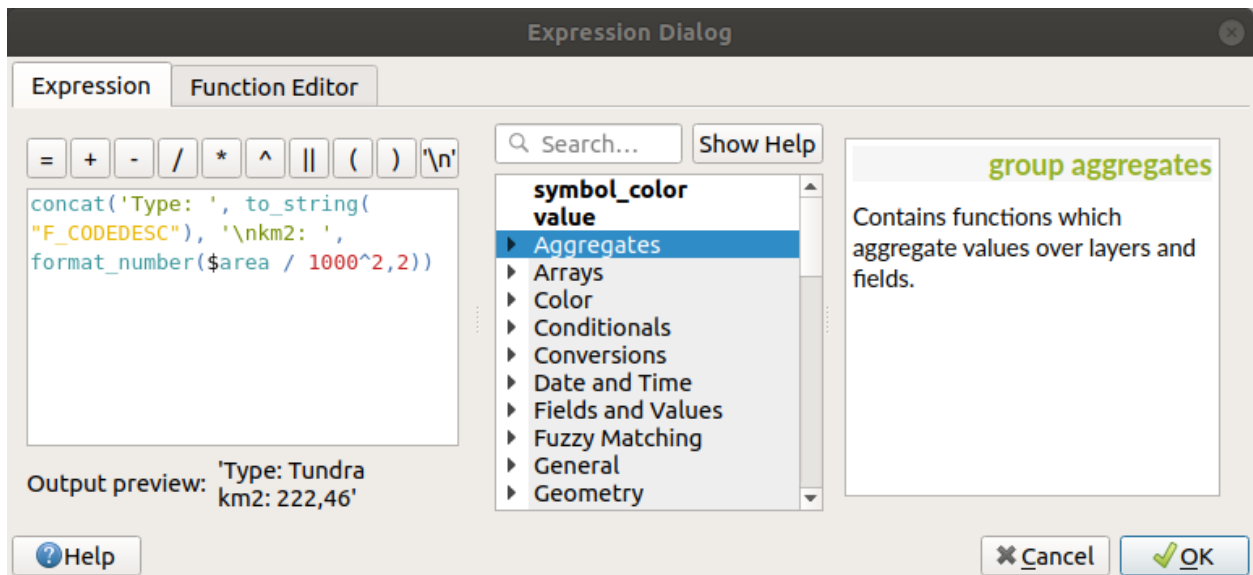 Expression Dialog
Expression
Function Editor
= + - / * ^ || ( ) '\n'
concat('Type: ', to_string(
"F_CODEDESC"), '\nkm2: ',
format_number($area / 1000^2,2))
Output preview: 'Type: Tundra
km2: 222,46'
Search...
Show Help
symbol_color
value
Aggregates
Arrays
Color
Conditionals
Conversions
Date and Time
Fields and Values
Fuzzy Matching
General
Geometry
group aggregates
Contains functions which
aggregate values over layers and
fields.
Help
Cancel
OK